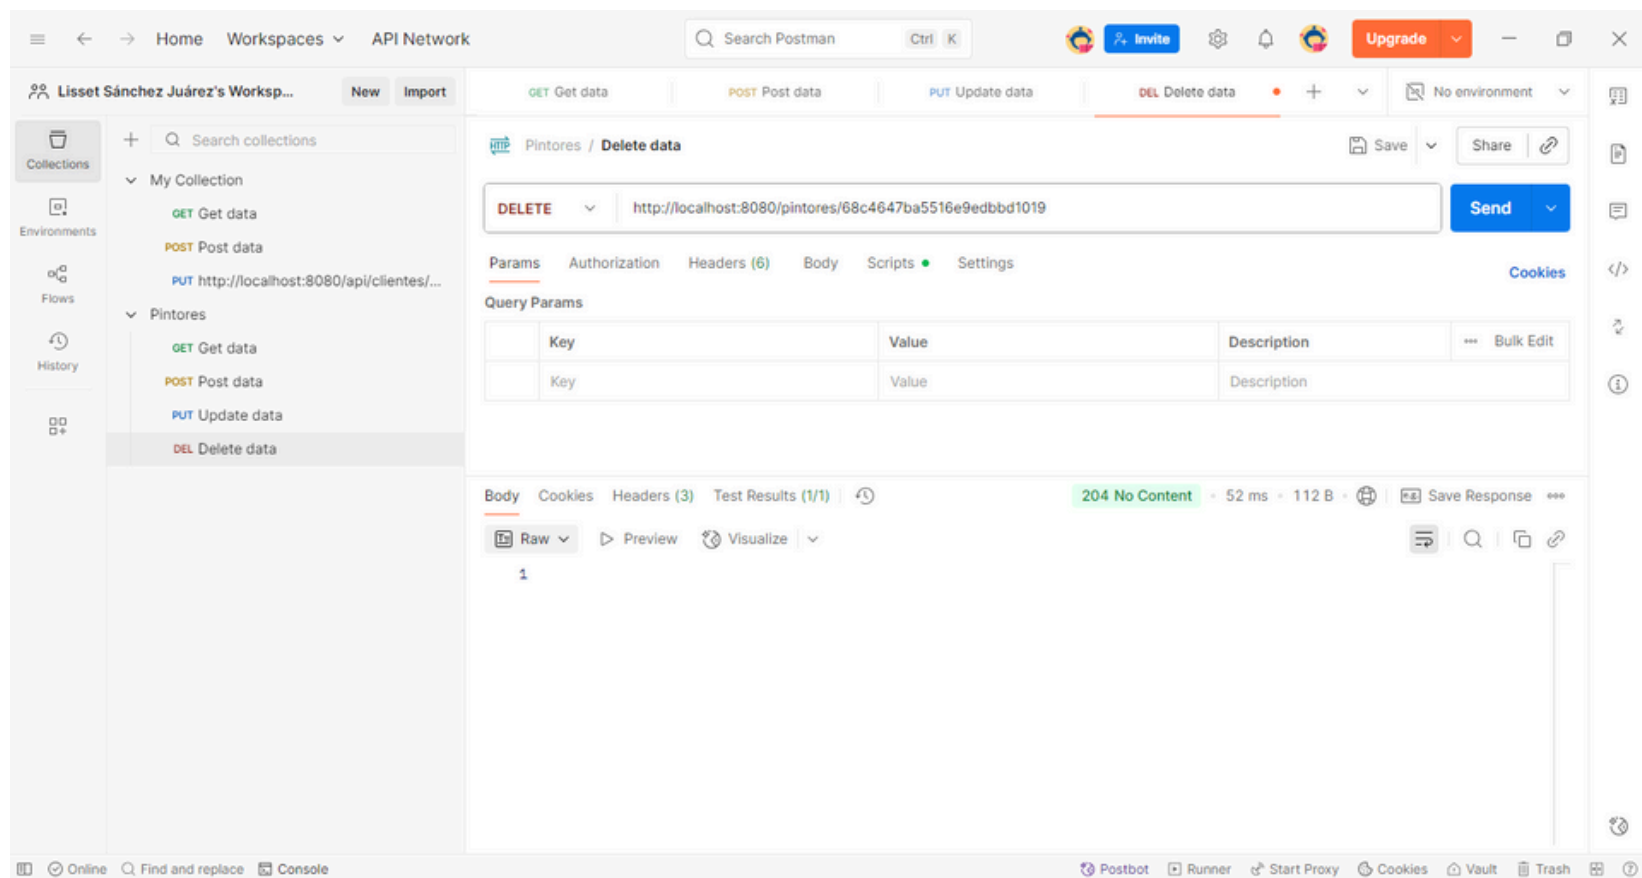 Home Workspaces API Network Search Postman Ctrl K Invite Upgrade
Lisset Sánchez Juárez's Worksp... New Import GET Get data POST Post data PUT Update data DEL Delete data No environment
Collections
Search collections
Pintores / Delete data Save Share
My Collection
GET Get data
POST Post data
PUT http://localhost:8080/api/clientes/...
Pintores
GET Get data
POST Post data
PUT Update data
DEL Delete data
Environments
Flows
History
DELETE http://localhost:8080/pintores/68c4647ba5516e9edbbd1019 Send
Params Authorization Headers (6) Body Scripts Settings Cookies
Query Params
Key Value Description Bulk Edit
Key Value Description
Body Cookies Headers (3) Test Results (1/1) 204 No Content 52 ms 112 B Save Response
Raw Preview Visualize
1
Online Find and replace Console Postbot Runner Start Proxy Cookies Vault Trash